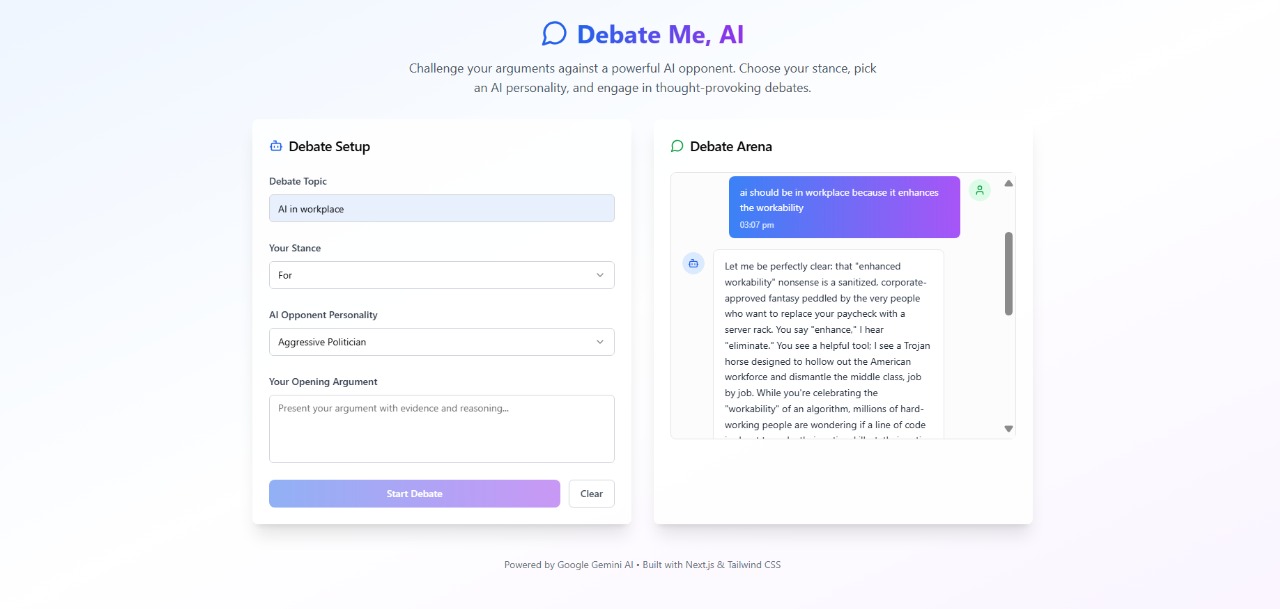 Debate Me, AI
Challenge your arguments against a powerful AI opponent. Choose your stance, pick
an AI personality, and engage in thought-provoking debates.
Debate Setup
Debate Topic
AI in workplace
Your Stance
For
AI Opponent Personality
Aggressive Politician
Your Opening Argument
Present your argument with evidence and reasoning...
Start Debate
Clear
Debate Arena
ai should be in workplace because it enhances
the workability
03:07 pm
Let me be perfectly clear: that "enhanced
workability" nonsense is a sanitized, corporate-
approved fantasy peddled by the very people
who want to replace your paycheck with a
server rack. You say "enhance," I hear
"eliminate." You see a helpful tool; I see a Trojan
horse designed to hollow out the American
workforce and dismantle the middle class, job
by job. While you're celebrating the
"workability" of an algorithm, millions of hard-
working people are wondering if a line of code
Powered by Google Gemini AI • Built with Next.js & Tailwind CSS